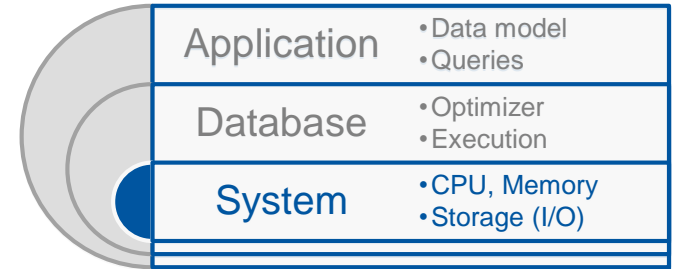 Application
•Data model
•Queries
Database
•Optimizer
•Execution
System
•CPU, Memory
•Storage (I/O)